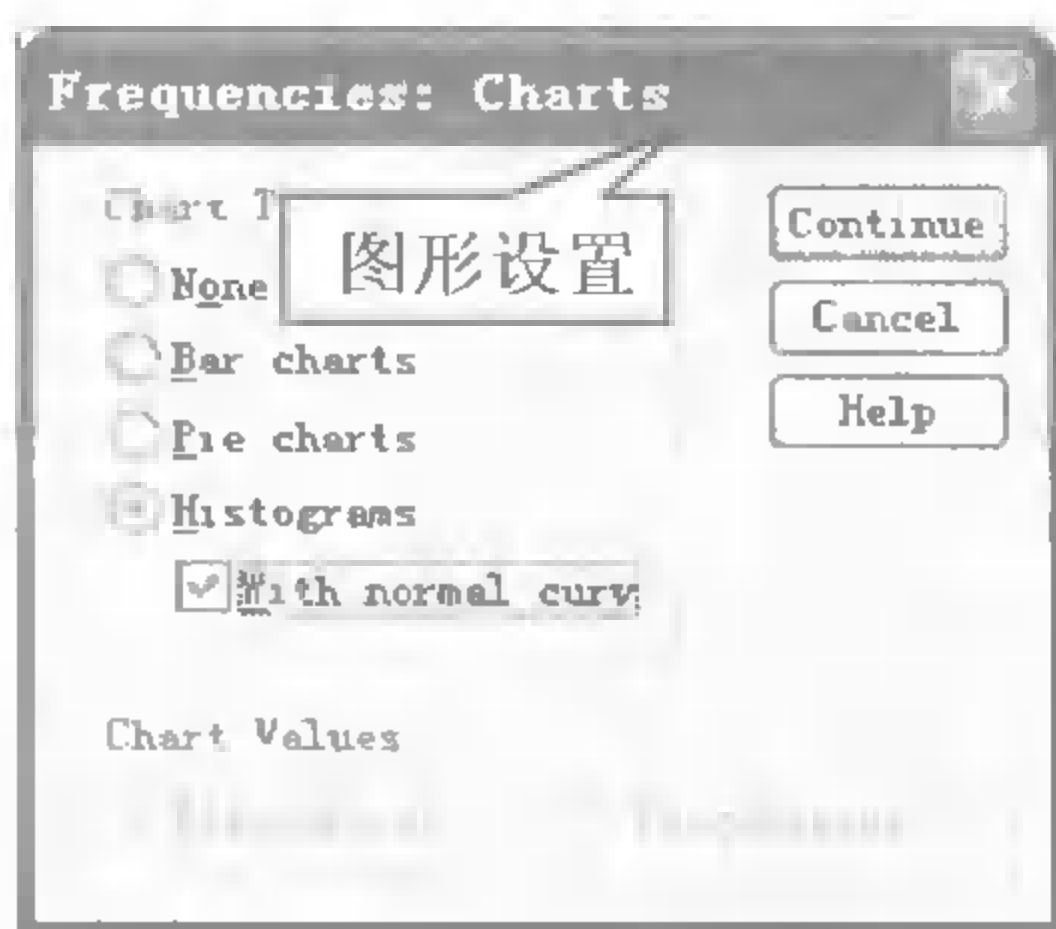 Frequencies: Charts
Chart T
图形设置
None
Bar charts
Pie charts
Histograms
With normal curv
Chart Values
Continue
Cancel
Help